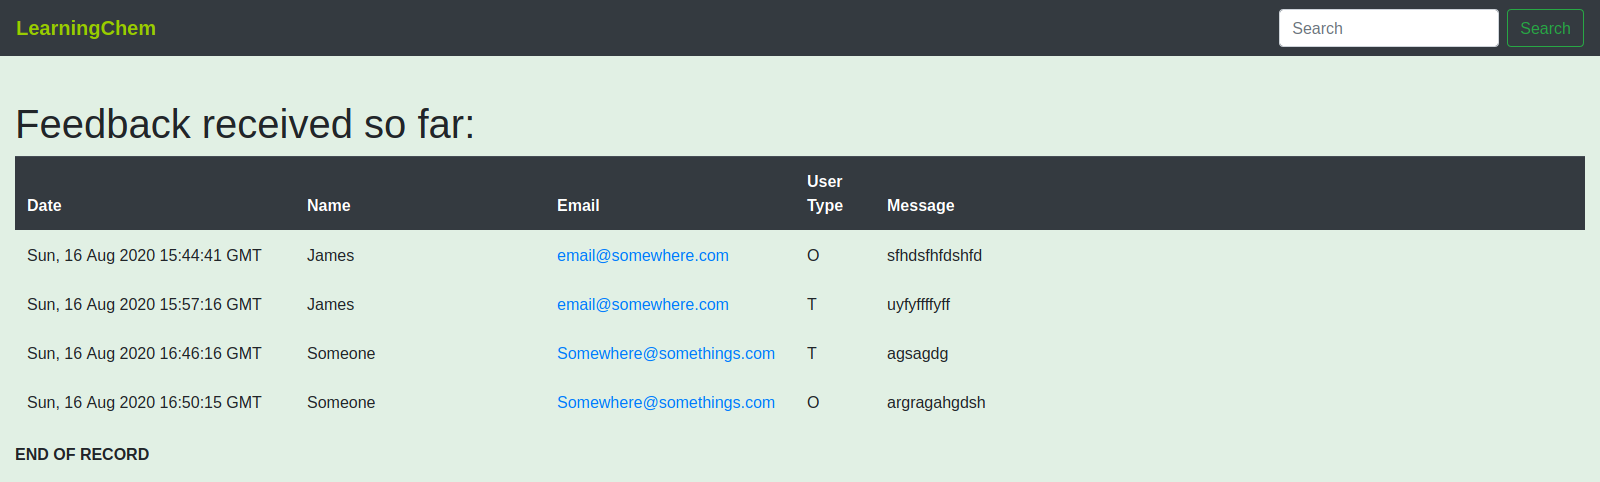 LearningChem Search Search
Feedback received so far:
Date Name Email User Type Message
Sun, 16 Aug 2020 15:44:41 GMT James email@somewhere.com O sfhdsfhfdshfd
Sun, 16 Aug 2020 15:57:16 GMT James email@somewhere.com T uyfyffffyff
Sun, 16 Aug 2020 16:46:16 GMT Someone Somewhere@somethings.com T agsagdg
Sun, 16 Aug 2020 16:50:15 GMT Someone Somewhere@somethings.com O argragahgdsh
END OF RECORD